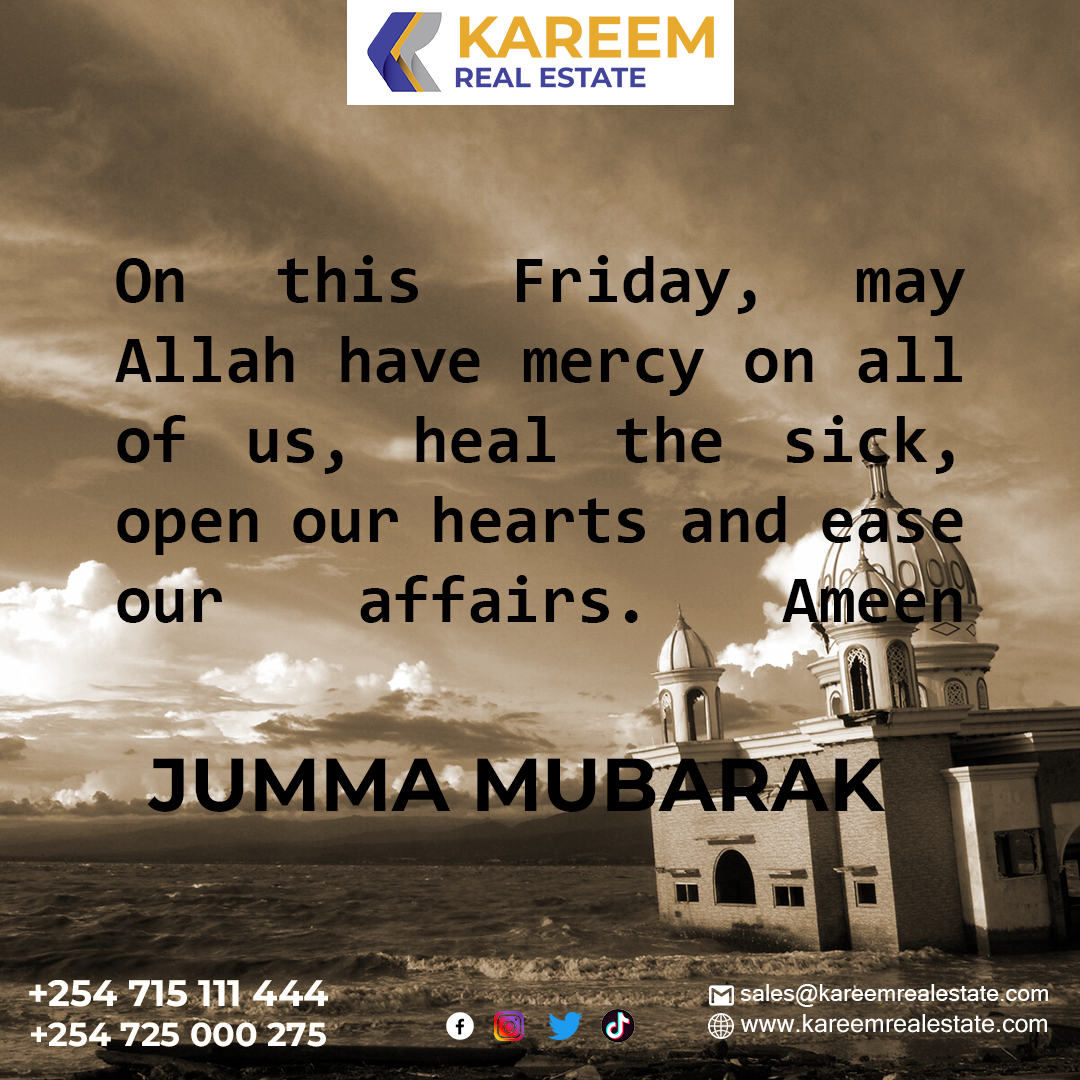 KAREEM
REAL ESTATE
On this Friday, may
Allah have mercy on all
of us, heal the sick,
open our hearts and ease
our affairs. Ameen
JUMMA MUBARAK
+254 715 111 444
+254 725 000 275
sales@kareemrealestate.com
www.kareemrealestate.com